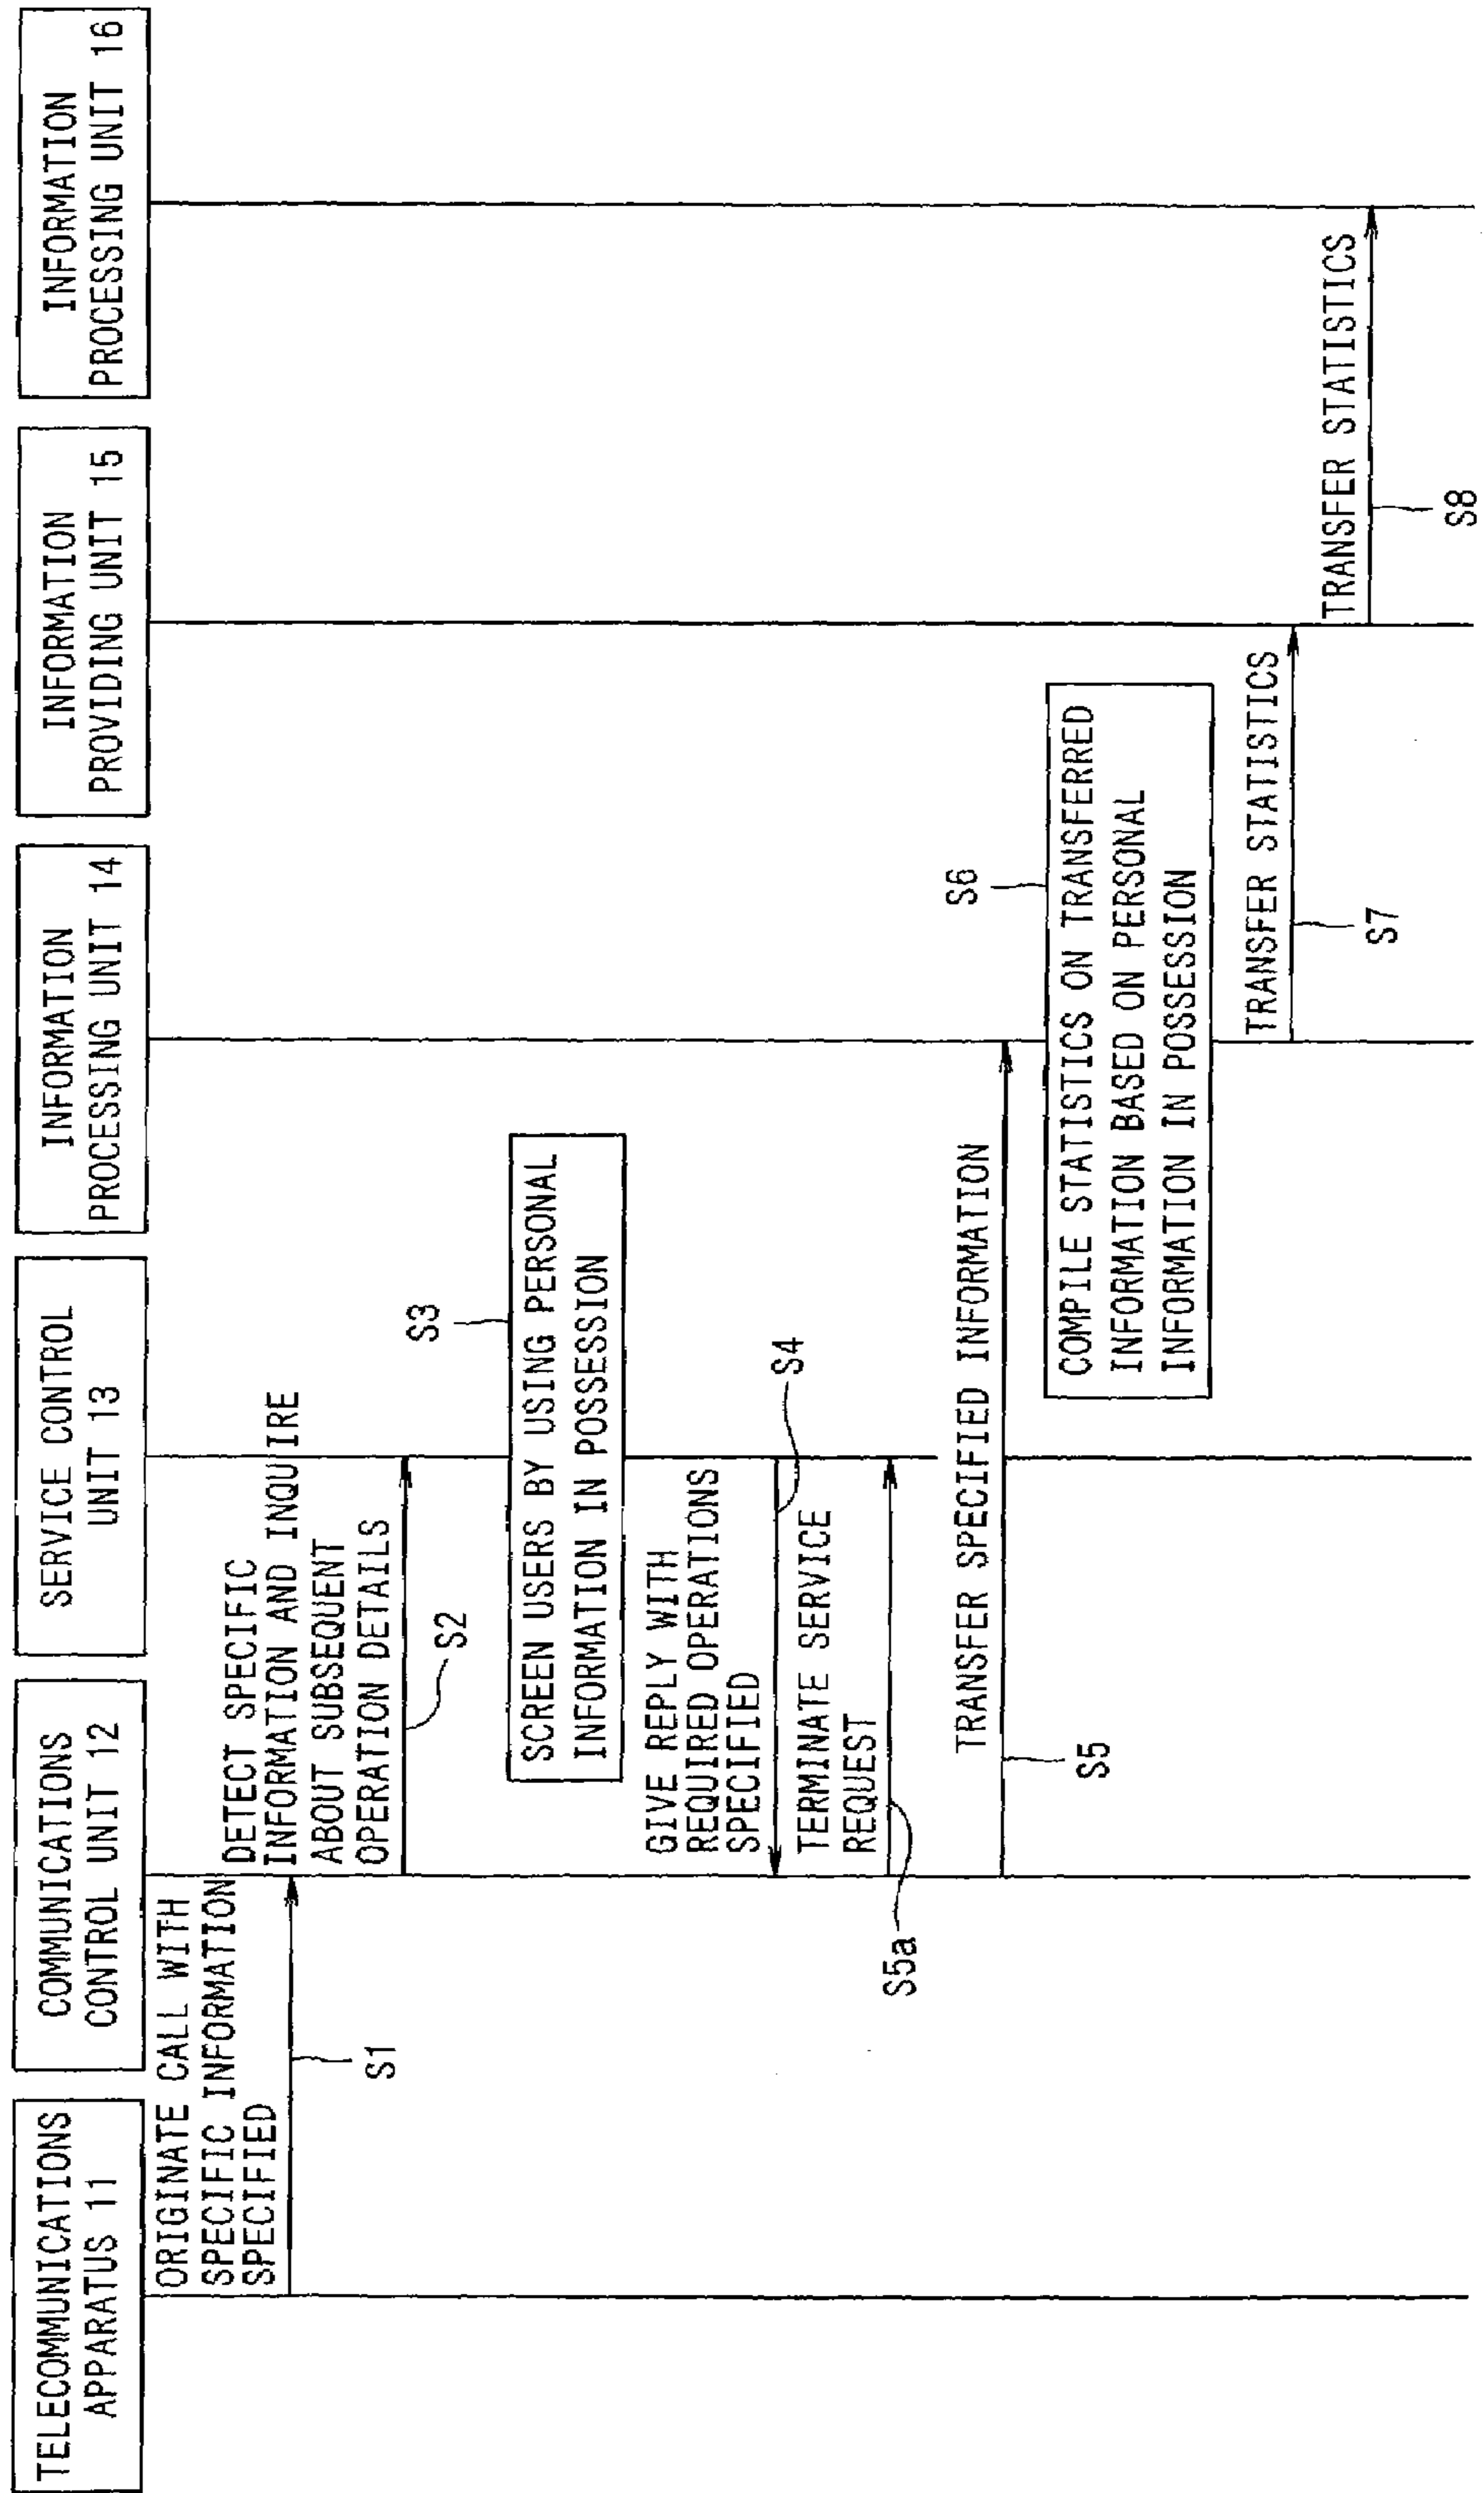 TELECOMMUNICATIONS
APPARATUS 11
COMMUNICATIONS
CONTROL UNIT 12
SERVICE CONTROL
UNIT 13
INFORMATION
PROCESSING UNIT 14
INFORMATION
PROVIDING UNIT 15
INFORMATION
PROCESSING UNIT 16
ORIGINATE CALL WITH
SPECIFIC INFORMATION
SPECIFIED
S1
DETECT SPECIFIC
INFORMATION AND INQUIRE
ABOUT SUBSEQUENT
OPERATION DETAILS
S2
S3
SCREEN USERS BY USING PERSONAL
INFORMATION IN POSSESSION
GIVE REPLY WITH
REQUIRED OPERATIONS
SPECIFIED
S4
TERMINATE SERVICE
REQUEST
S5a
TRANSFER SPECIFIED INFORMATION
S5
S6
COMPILE STATISTICS ON TRANSFERRED
INFORMATION BASED ON PERSONAL
INFORMATION IN POSSESSION
TRANSFER STATISTICS
S7
TRANSFER STATISTICS
S8